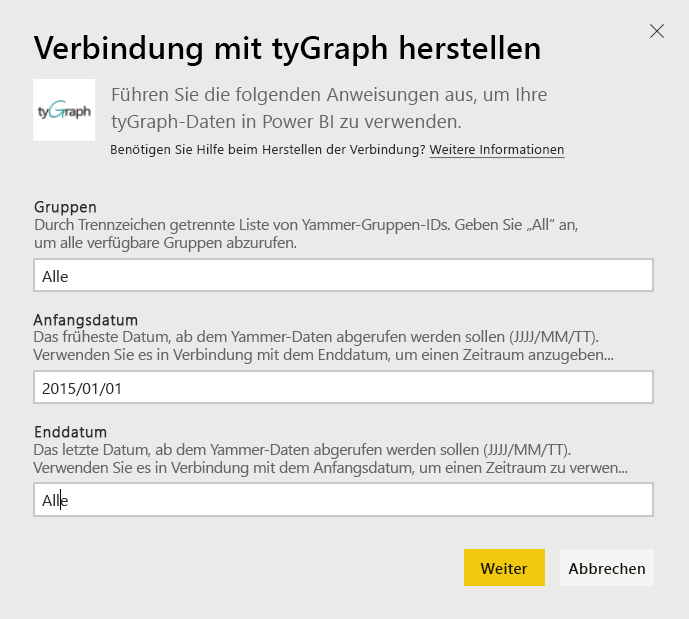 Verbindung mit tyGraph herstellen
tyGraph
Führen Sie die folgenden Anweisungen aus, um Ihre
tyGraph-Daten in Power BI zu verwenden.
Benötigen Sie Hilfe beim Herstellen der Verbindung? Weitere Informationen
Gruppen
Durch Trennzeichen getrennte Liste von Yammer-Gruppen-IDs. Geben Sie „All“ an,
um alle verfügbare Gruppen abzurufen.
Alle
Anfangsdatum
Das früheste Datum, ab dem Yammer-Daten abgerufen werden sollen (JJJJ/MM/TT).
Verwenden Sie es in Verbindung mit dem Enddatum, um einen Zeitraum anzugeben...
2015/01/01
Enddatum
Das letzte Datum, ab dem Yammer-Daten abgerufen werden sollen (JJJJ/MM/TT).
Verwenden Sie es in Verbindung mit dem Anfangsdatum, um einen Zeitraum zu verwen...
Alle
Weiter
Abbrechen